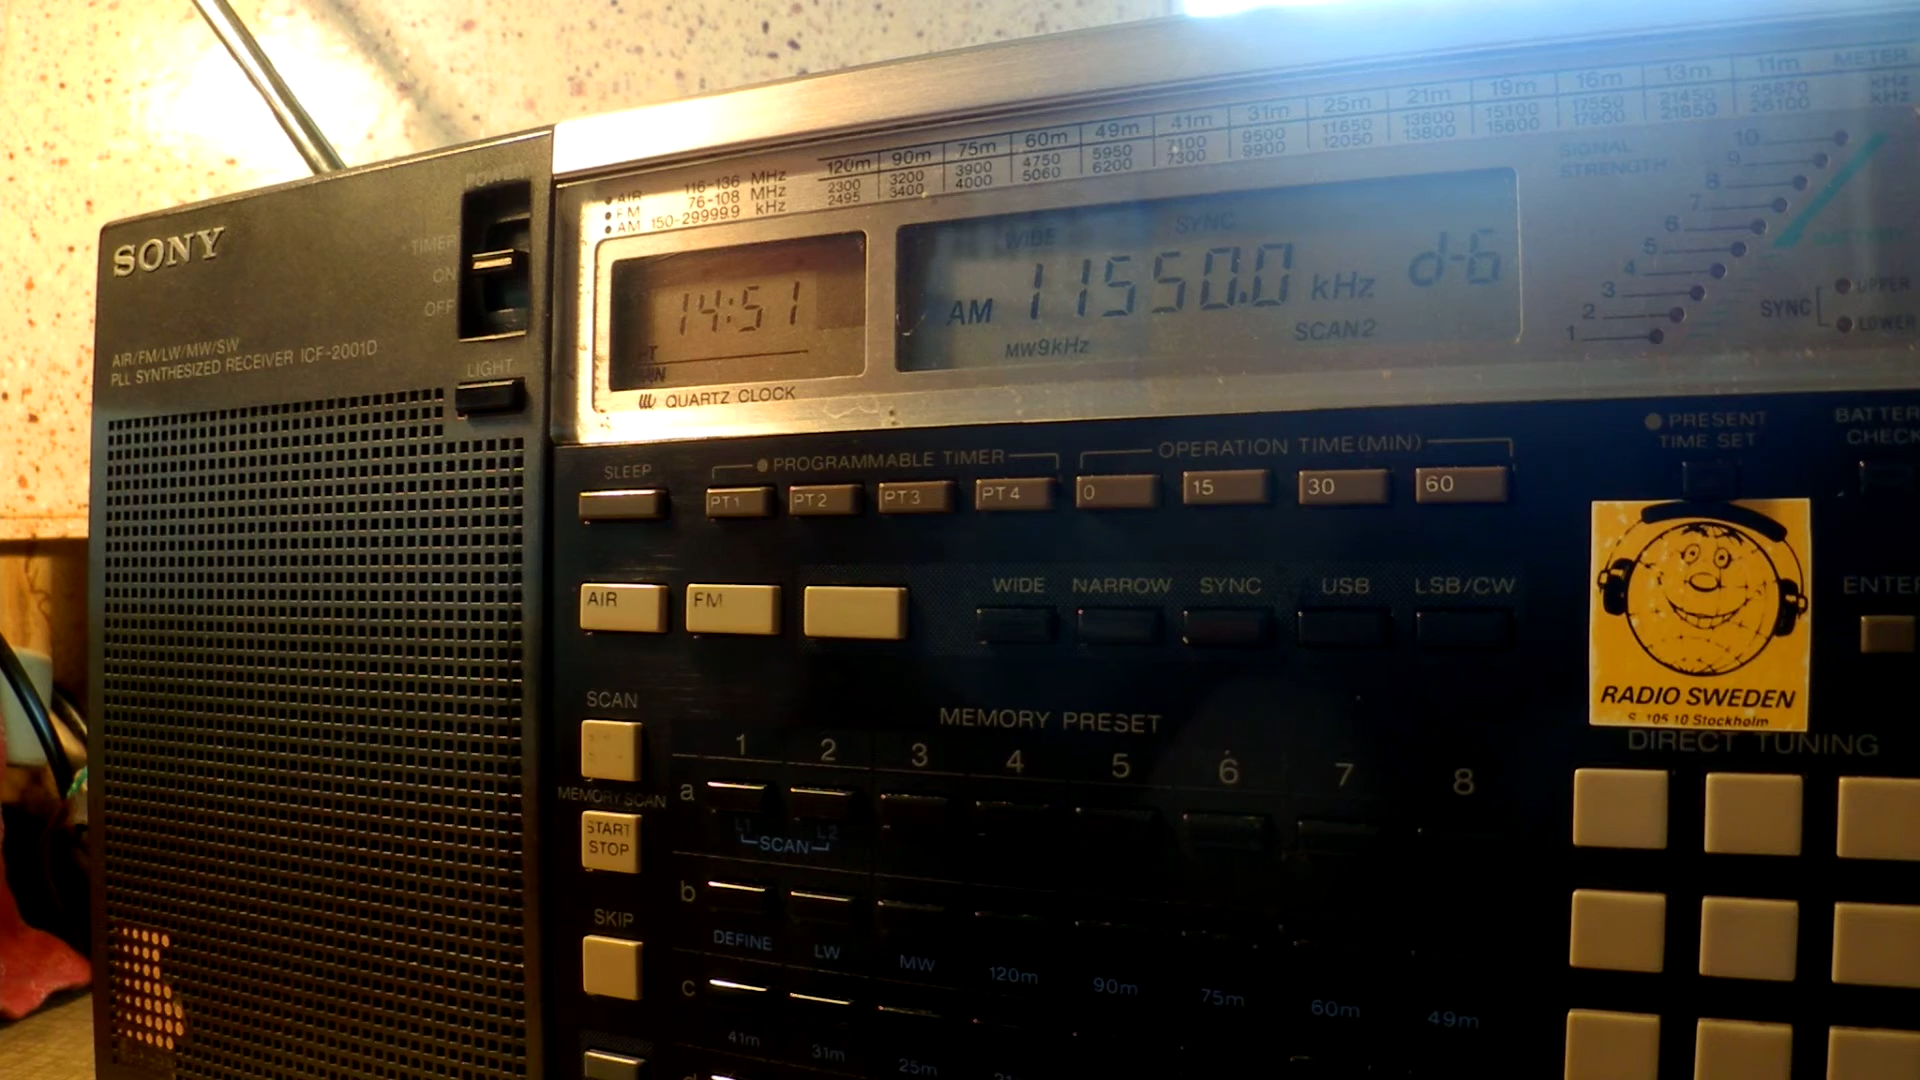 SONY
POWER
TIMER
ON
OFF
AIR/FM/LW/MW/SW
PLL SYNTHESIZED RECEIVER ICF-2001D
LIGHT
AIR 116-136 MHz
FM 76-108 MHz
AM 150-29999.9 kHz
120m 90m 75m 60m 49m 41m 31m 25m 21m 19m 16m 13m 11m METER
2300 3200 3900 4750 5950 7100 9500 11650 13600 15100 17550 21450 25670 kHz
2495 3400 4000 5060 6200 7300 9900 12050 13800 15600 17900 21850 26100 kHz
14:51
QUARTZ CLOCK
WIDE SYNC
AM 11550.0 kHz d-6
MW9kHz SCAN2
SIGNAL
STRENGTH
10
9
8
7
6
5
4
3
2
1
BATTERY
SYNC
UPPER
LOWER
SLEEP
PROGRAMMABLE TIMER
OPERATION TIME(MIN)
PT1 PT2 PT3 PT4 0 15 30 60
PRESENT
TIME SET
BATTER
CHECK
AIR FM
WIDE NARROW SYNC USB LSB/CW
ENTER
RADIO SWEDEN
S-105 10 Stockholm
DIRECT TUNING
SCAN
MEMORY SCAN
START
STOP
SKIP
MEMORY PRESET
1 2 3 4 5 6 7 8
a
L1 L2
SCAN
b
DEFINE LW MW 120m 90m 75m 60m 49m
c
41m 31m 25m
d